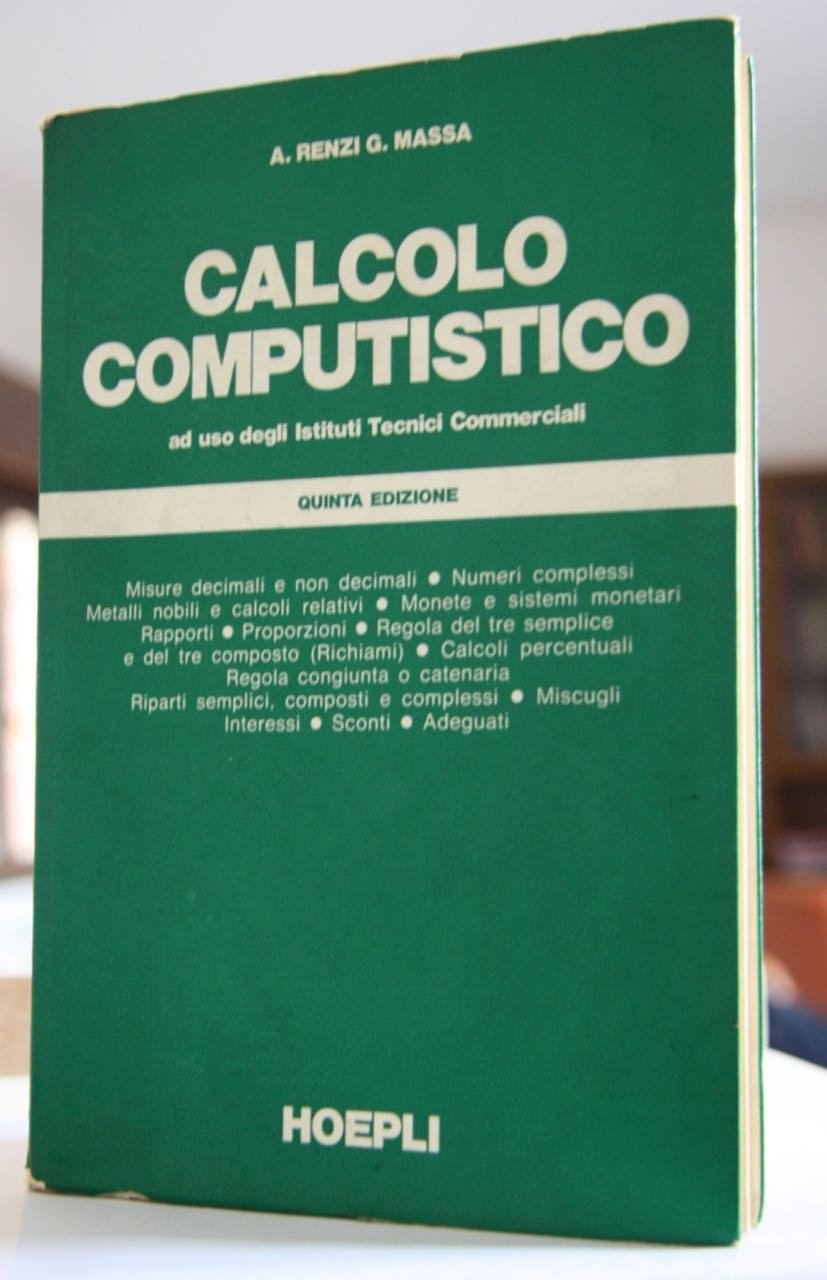 A. RENZI G. MASSA
CALCOLO
COMPUTISTICO
ad uso degli Istituti Tecnici Commerciali
QUINTA EDIZIONE
Misure decimali e non decimali ● Numeri complessi
Metalli nobili e calcoli relativi ● Monete e sistemi monetari
Rapporti ● Proporzioni ● Regola del tre semplice
e del tre composto (Richiami) ● Calcoli percentuali
Regola congiunta o catenaria
Riparti semplici, composti e complessi ● Miscugli
Interessi ● Sconti ● Adeguati
HOEPLI